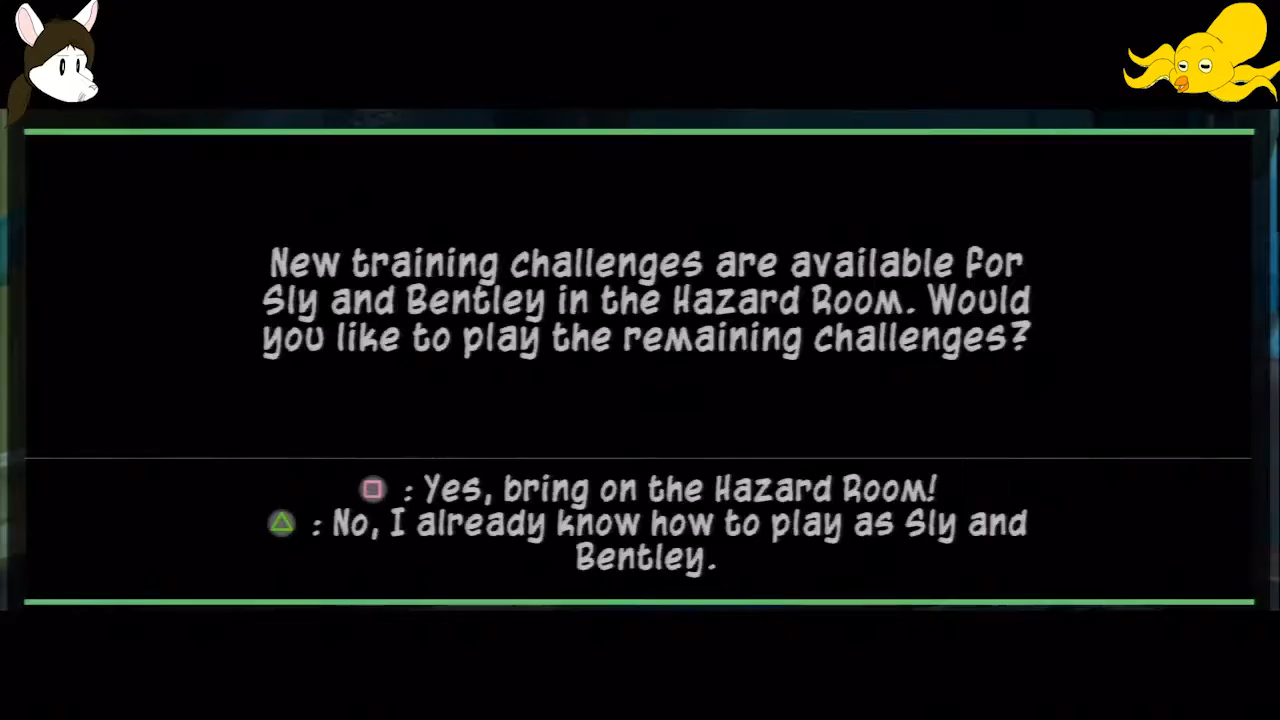 New training challenges are available for
Sly and Bentley in the Hazard Room. Would
you like to play the remaining challenges?
: Yes, bring on the Hazard Room!
: No, I already know how to play as Sly and
Bentley.